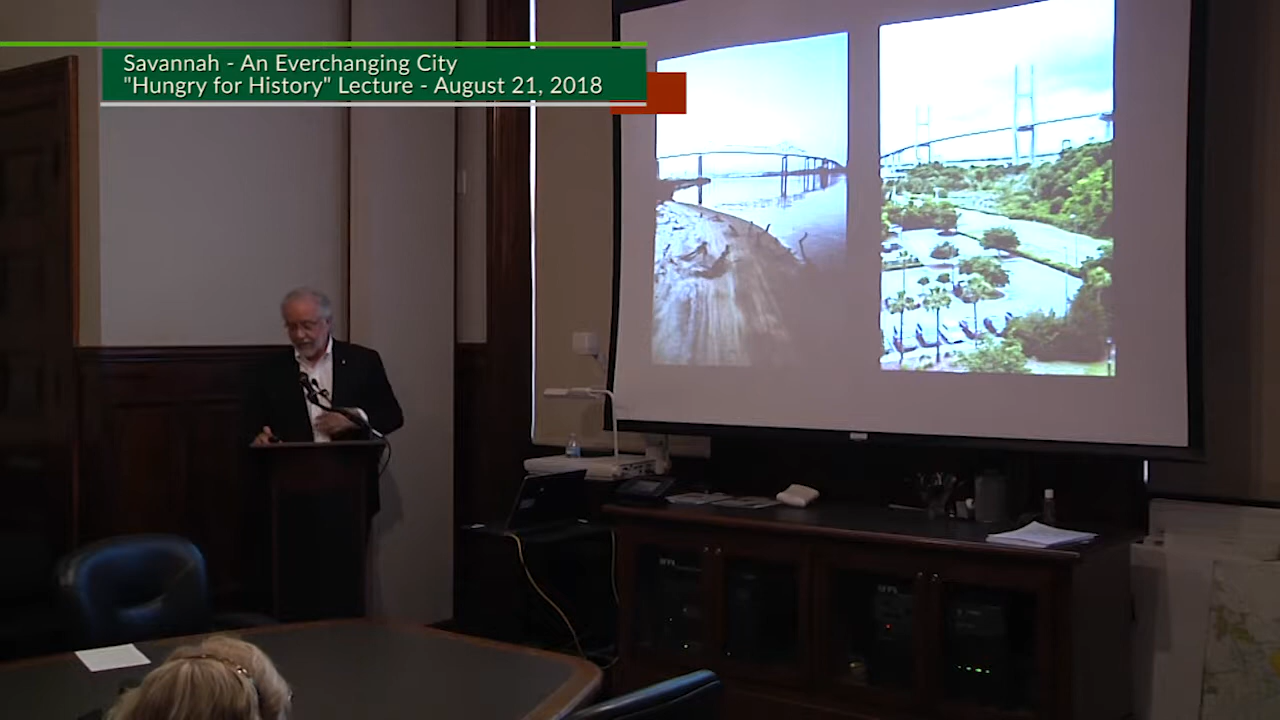 Savannah - An Everchanging City
"Hungry for History" Lecture - August 21, 2018